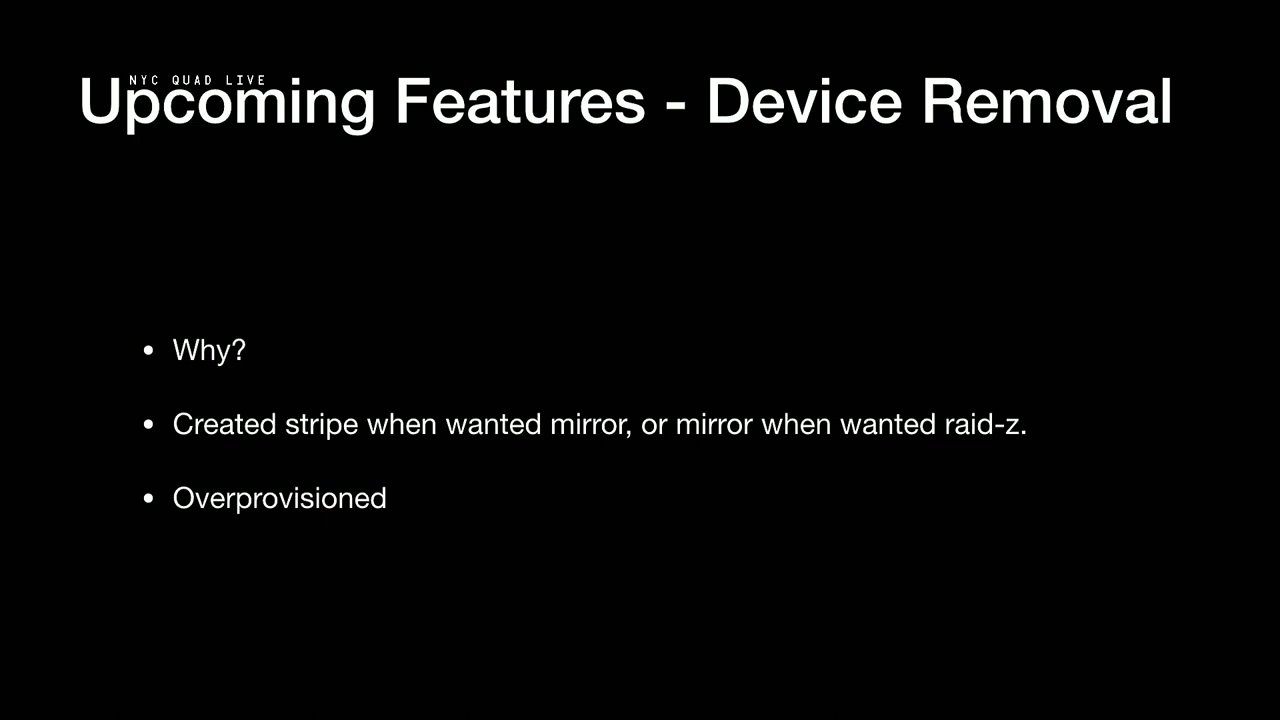 NYC QUAD LIVE
Upcoming Features - Device Removal
• Why?
• Created stripe when wanted mirror, or mirror when wanted raid-z.
• Overprovisioned